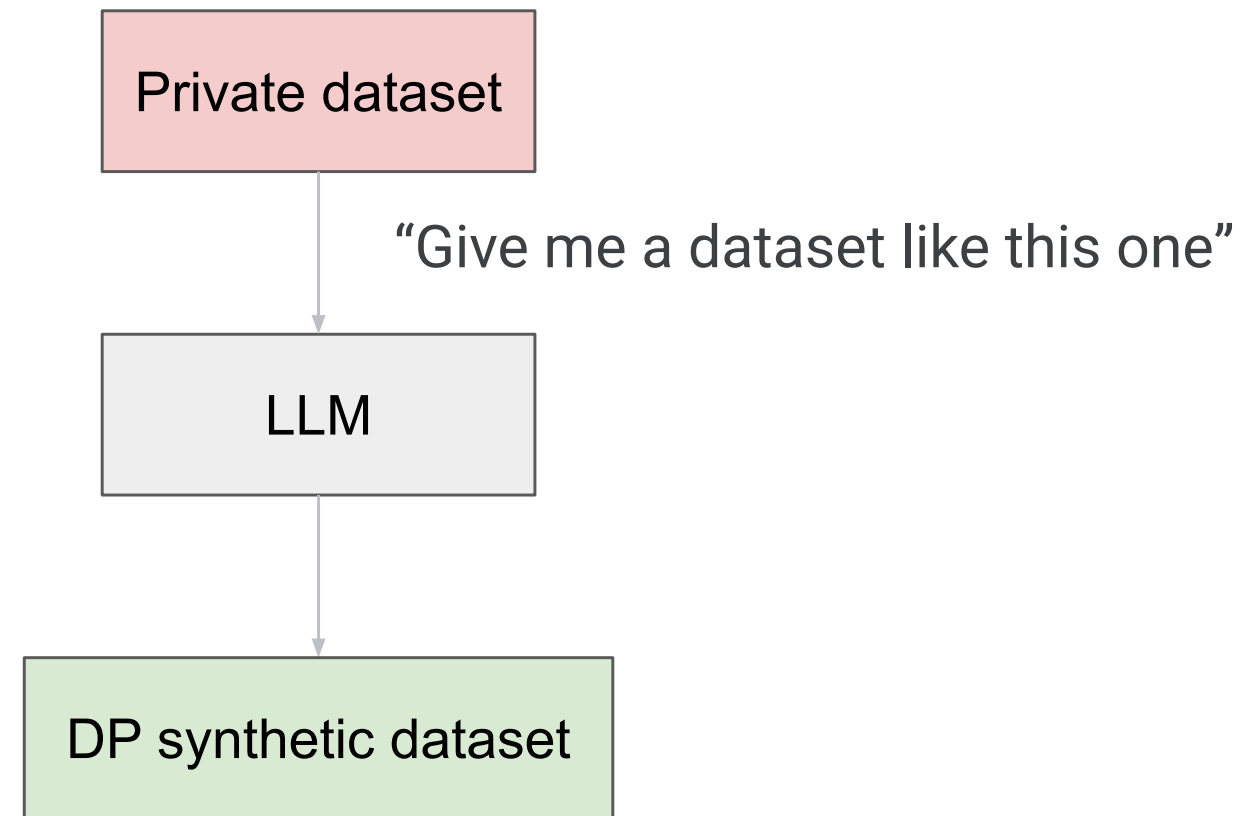 Private dataset
“Give me a dataset like this one”
LLM
DP synthetic dataset